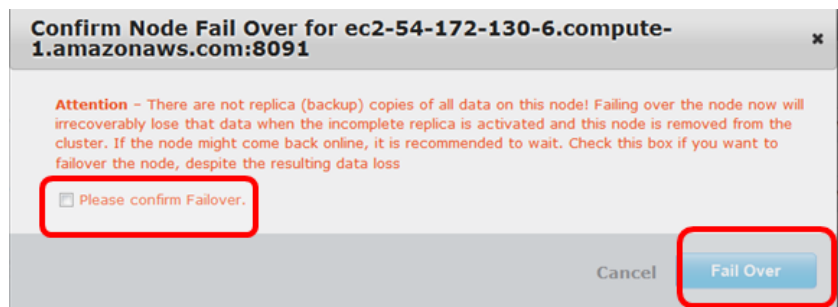 Confirm Node Fail Over for ec2-54-172-130-6.compute-
1.amazonaws.com:8091
Attention – There are not replica (backup) copies of all data on this node! Failing over the node now will
irrecoverably lose that data when the incomplete replica is activated and this node is removed from the
cluster. If the node might come back online, it is recommended to wait. Check this box if you want to
failover the node, despite the resulting data loss
Please confirm Failover.
Cancel Fail Over